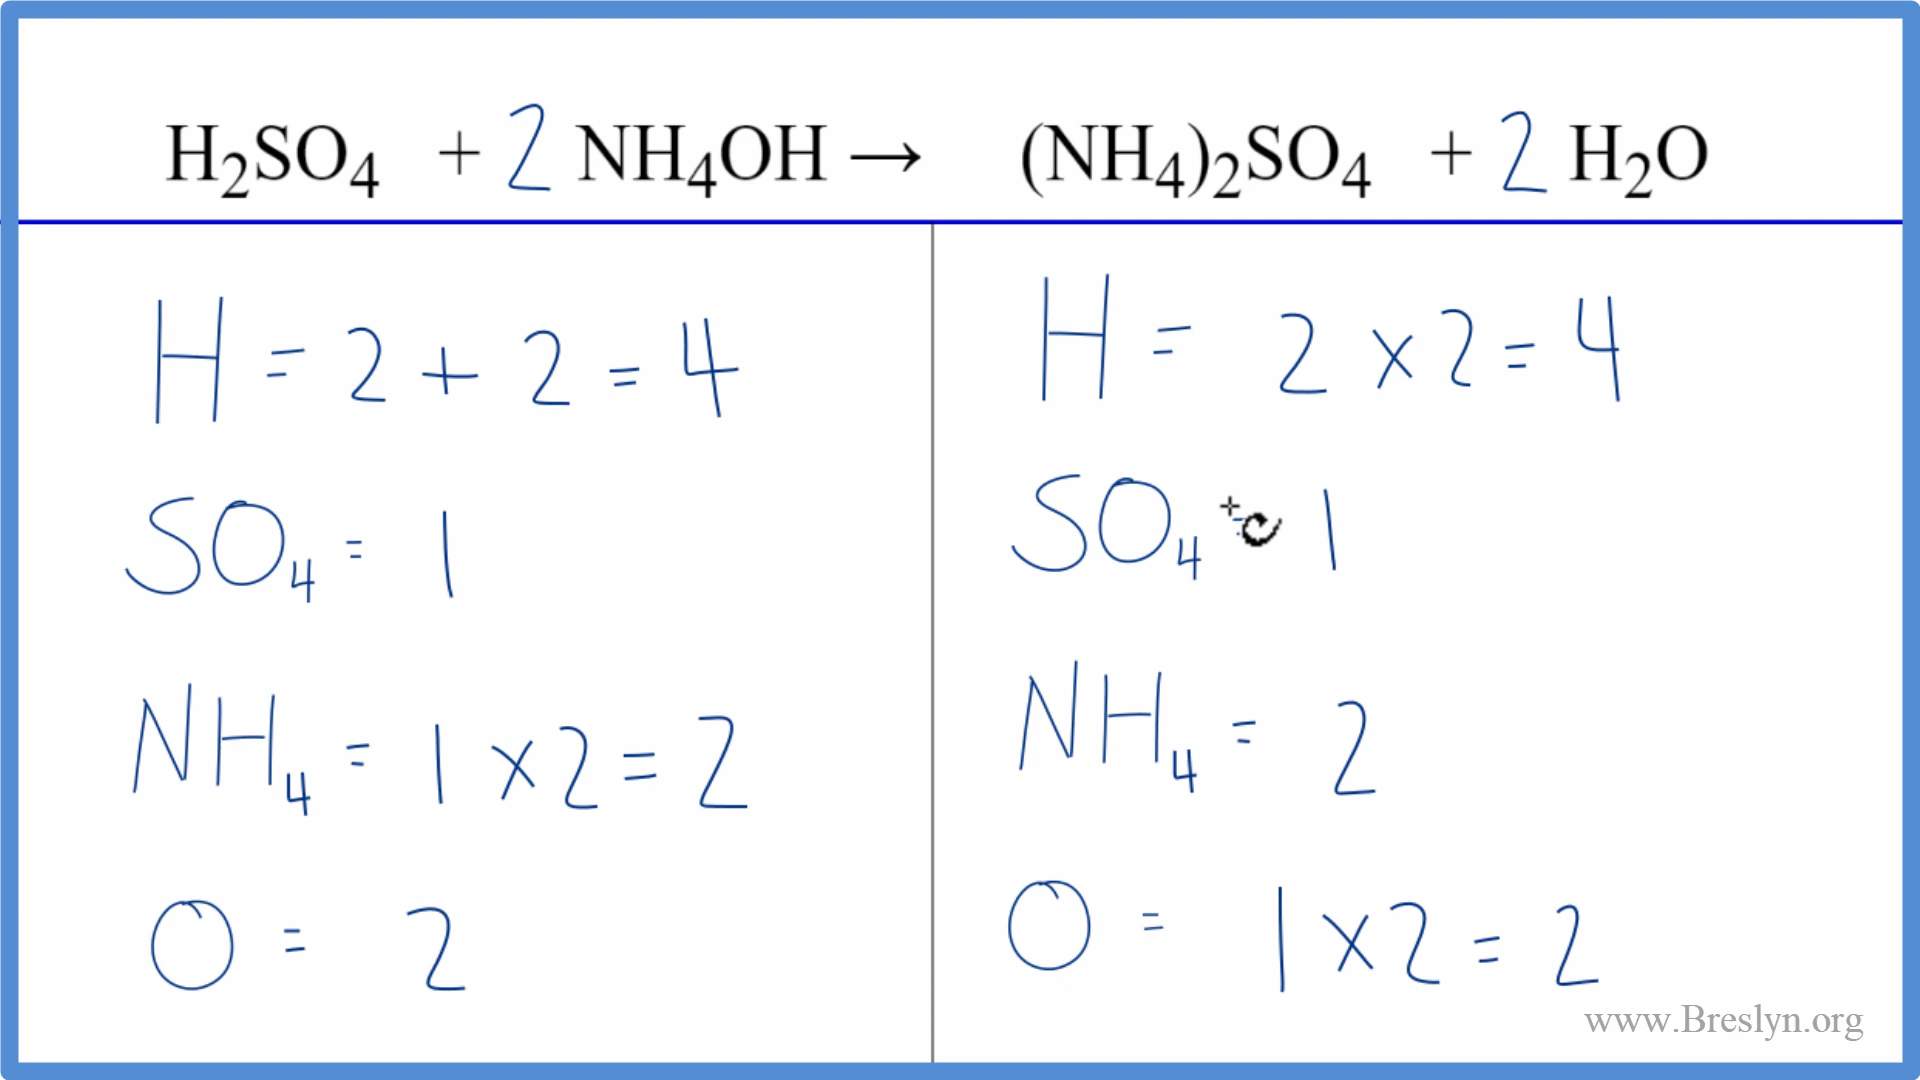 H₂SO₄ + 2 NH₄OH → (NH₄)₂SO₄ + 2 H₂O
H = 2 + 2 = 4
SO₄ = 1
NH₄ = 1 x 2 = 2
O = 2
H = 2 x 2 = 4
SO₄ 1
NH₄ = 2
O = 1 x 2 = 2
www.Breslyn.org